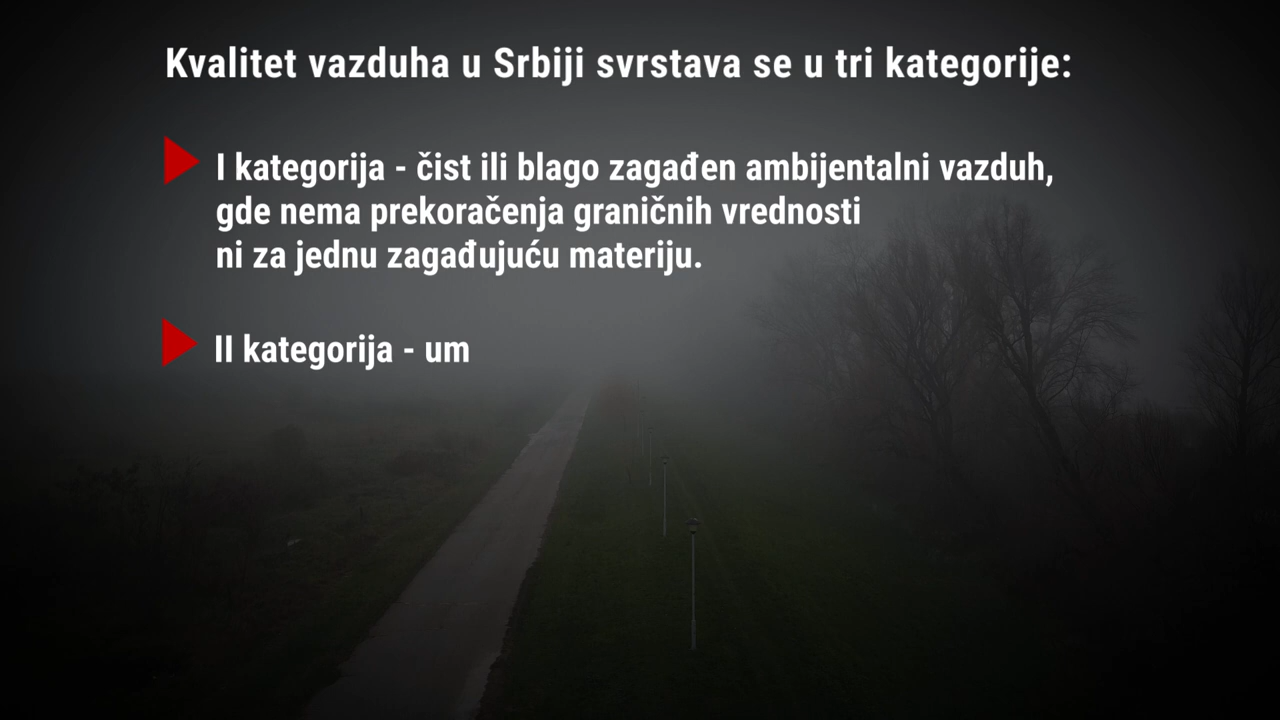 Kvalitet vazduha u Srbiji svrstava se u tri kategorije:
I kategorija - čist ili blago zagađen ambijentalni vazduh,
gde nema prekoračenja graničnih vrednosti
ni za jednu zagađujuću materiju.
II kategorija - um